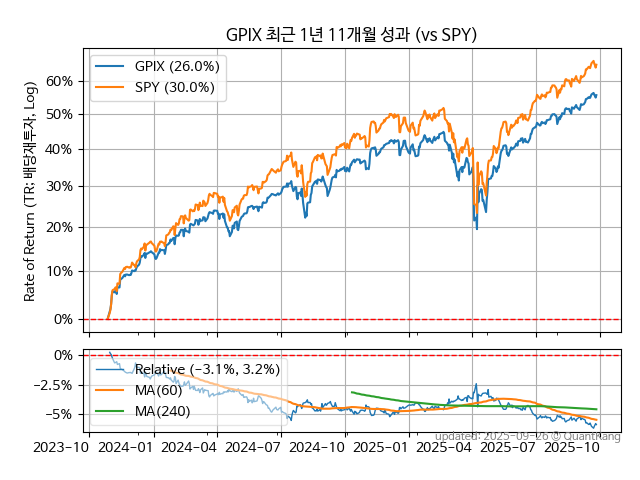 GPIX 최근 1년 11개월 성과 (vs SPY)
Rate of Return (TR: 배당재투자, Log)
60%
50%
40%
30%
20%
10%
0%
GPIX (26.0%)
SPY (30.0%)
0%
−2.5%
−5%
Relative (−3.1%, 3.2%)
MA(60)
MA(240)
updated: 2025-09-26 © Quanthang
2023-10 2024-01 2024-04 2024-07 2024-10 2025-01 2025-04 2025-07 2025-10